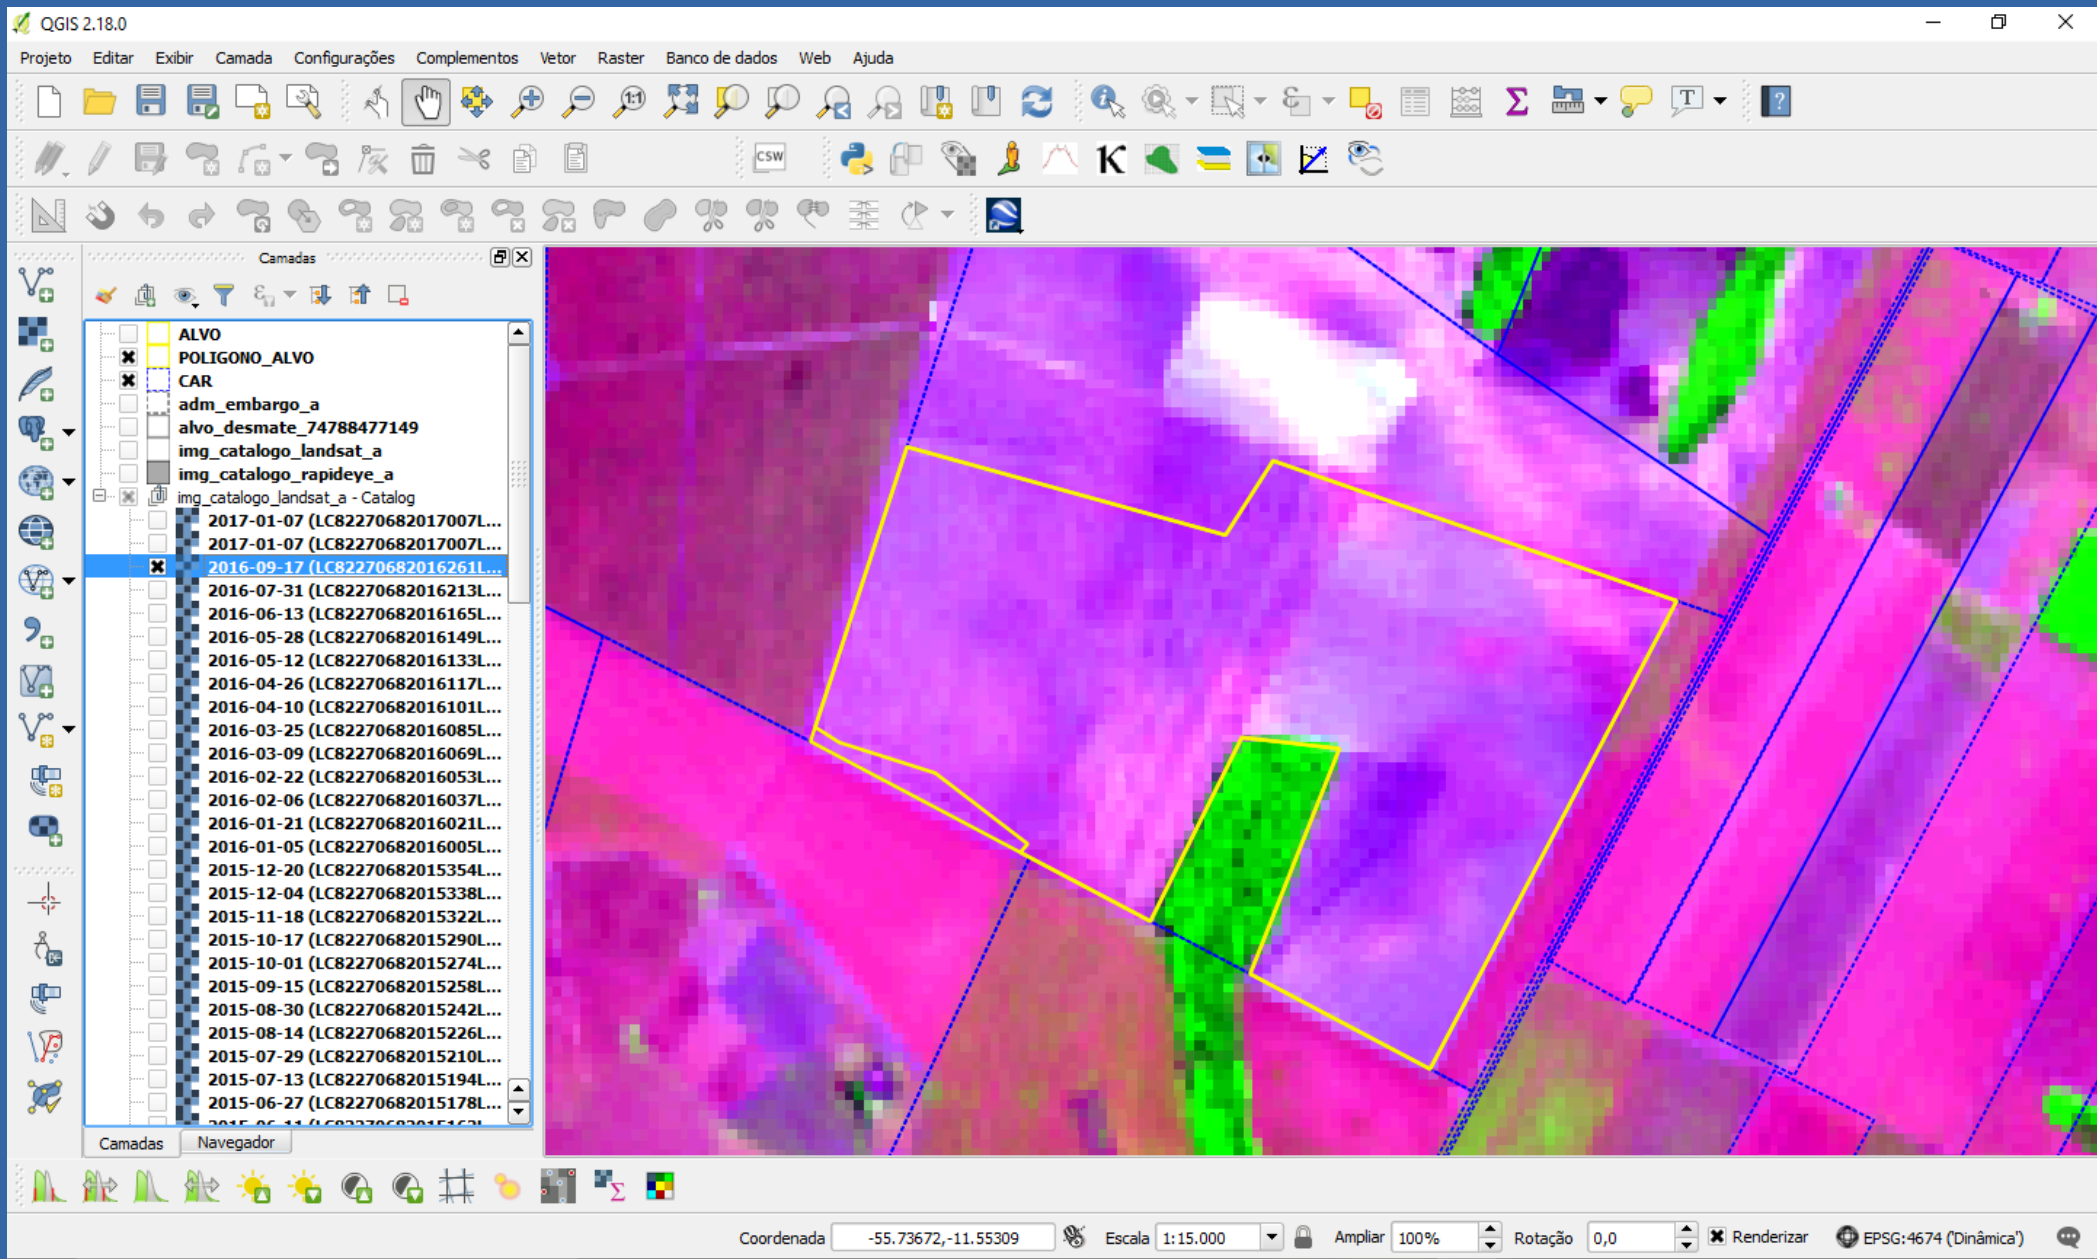 QGIS 2.18.0
Projeto Editar Exibir Camada Configurações Complementos Vetor Raster Banco de dados Web Ajuda
1:1
T
?
CSW
K
Camadas
ALVO
POLIGONO_ALVO
CAR
adm_embargo_a
alvo_desmate_74788477149
img_catalogo_landsat_a
img_catalogo_rapideye_a
img_catalogo_landsat_a - Catalog
2017-01-07 (LC82270682017007L...
2017-01-07 (LC82270682017007L...
2016-09-17 (LC82270682016261L...
2016-07-31 (LC82270682016213L...
2016-06-13 (LC82270682016165L...
2016-05-28 (LC82270682016149L...
2016-05-12 (LC82270682016133L...
2016-04-26 (LC82270682016117L...
2016-04-10 (LC82270682016101L...
2016-03-25 (LC82270682016085L...
2016-03-09 (LC82270682016069L...
2016-02-22 (LC82270682016053L...
2016-02-06 (LC82270682016037L...
2016-01-21 (LC82270682016021L...
2016-01-05 (LC82270682016005L...
2015-12-20 (LC82270682015354L...
2015-12-04 (LC82270682015338L...
2015-11-18 (LC82270682015322L...
2015-10-17 (LC82270682015290L...
2015-10-01 (LC82270682015274L...
2015-09-15 (LC82270682015258L...
2015-08-30 (LC82270682015242L...
2015-08-14 (LC82270682015226L...
2015-07-29 (LC82270682015210L...
2015-07-13 (LC82270682015194L...
2015-06-27 (LC82270682015178L...
Camadas Navegador
Coordenada -55.73672,-11.55309 Escala 1:15.000 Ampliar 100% Rotação 0,0 Renderizar EPSG:4674 ('Dinâmica')